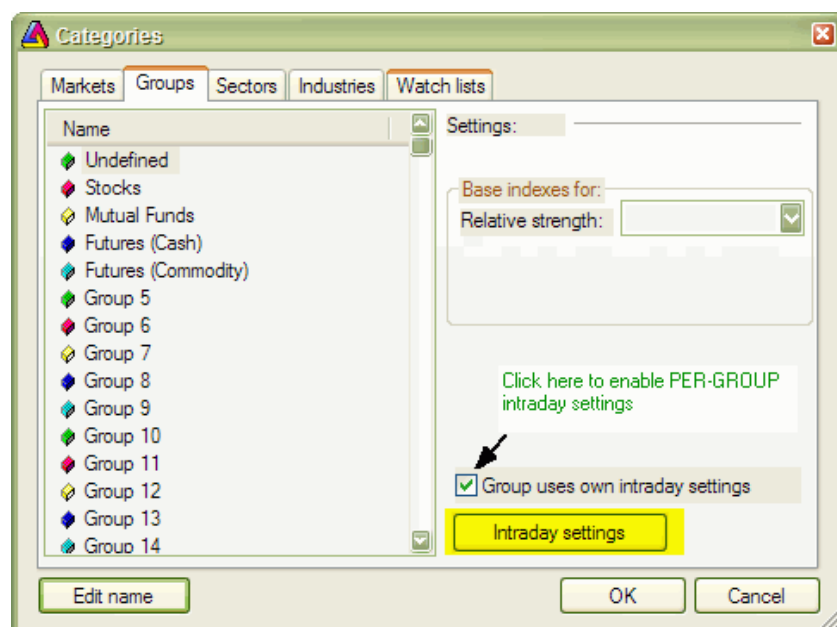 Categories
Markets Groups Sectors Industries Watch lists
Name
Undefined
Stocks
Mutual Funds
Futures (Cash)
Futures (Commodity)
Group 5
Group 6
Group 7
Group 8
Group 9
Group 10
Group 11
Group 12
Group 13
Group 14
Settings:
Base indexes for:
Relative strength:
Click here to enable PER-GROUP
intraday settings
Group uses own intraday settings
Intraday settings
Edit name OK Cancel